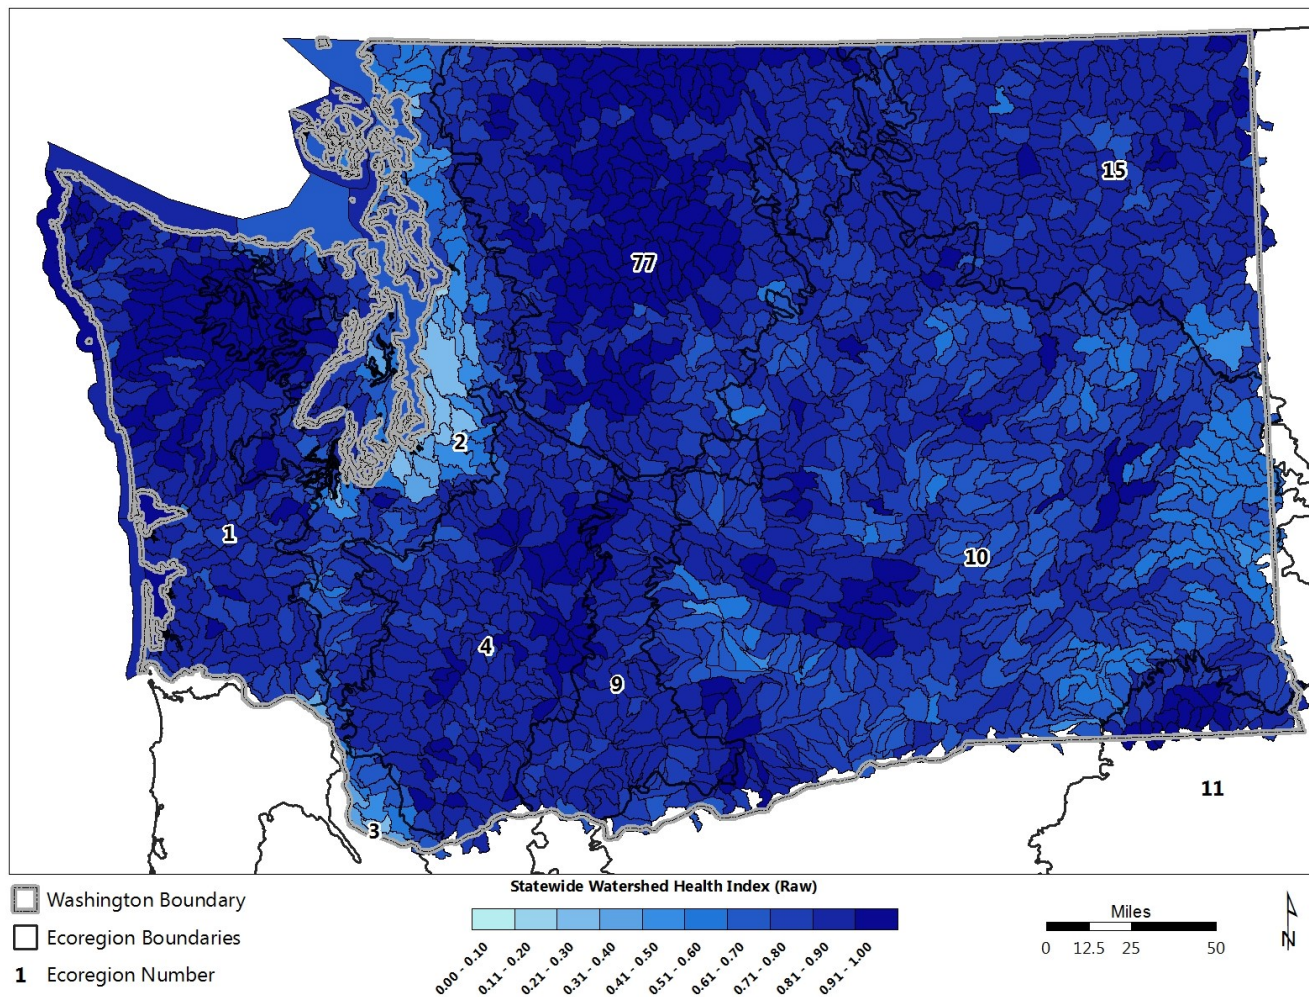 15
77
2
1
10
4
9
11
3
Statewide Watershed Health Index (Raw)
Washington Boundary
Ecoregion Boundaries
1 Ecoregion Number
0.00 - 0.10
0.11 - 0.20
0.21 - 0.30
0.31 - 0.40
0.41 - 0.50
0.51 - 0.60
0.61 - 0.70
0.71 - 0.80
0.81 - 0.90
0.91 - 1.00
Miles
0 12.5 25 50
N